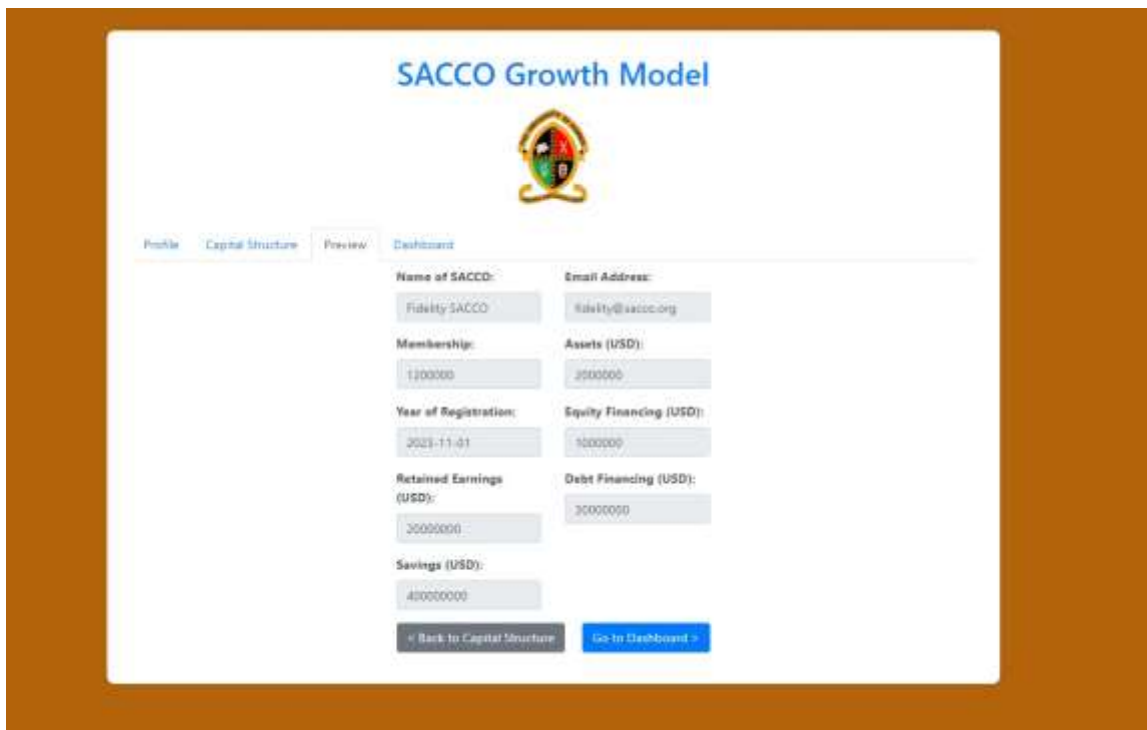 SACCO Growth Model
Profile Capital Structure Preview Dashboard
Name of SACCO: Email Address:
Fidelity SACCO fidelity@sacco.org
Membership: Assets (USD):
1200000 2000000
Year of Registration: Equity Financing (USD):
2023-11-01 1000000
Retained Earnings (USD): Debt Financing (USD):
20000000 30000000
Savings (USD):
400000000
< Back to Capital Structure Go to Dashboard >